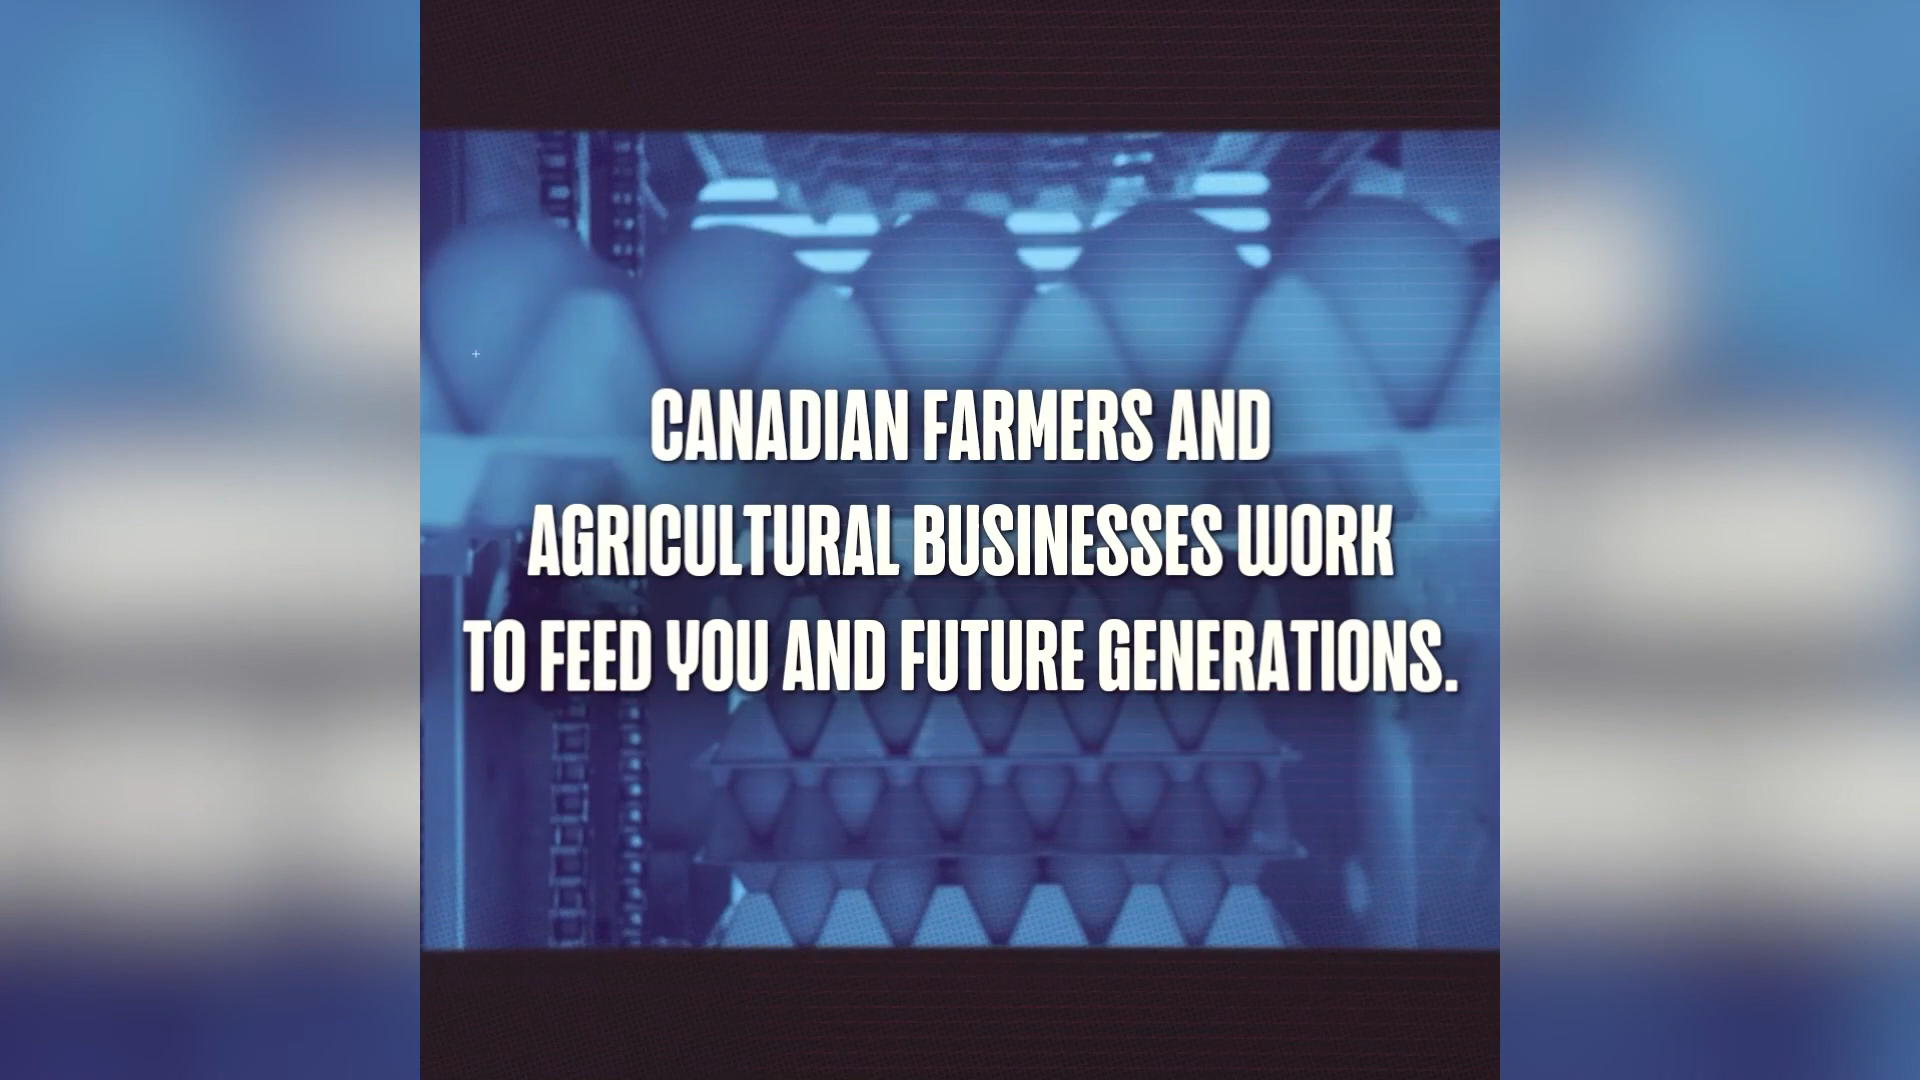 CANADIAN FARMERS AND
AGRICULTURAL BUSINESSES WORK
TO FEED YOU AND FUTURE GENERATIONS.